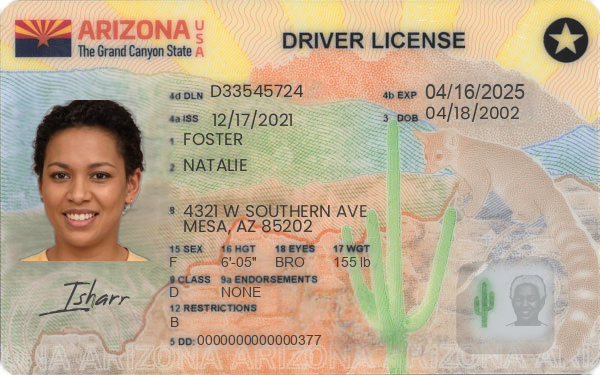 ARIZONA USA
The Grand Canyon State
DRIVER LICENSE
4d DLN D33545724 4b EXP 04/16/2025
4a ISS 12/17/2021 3 DOB 04/18/2002
1 FOSTER
2 NATALIE
8 4321 W SOUTHERN AVE
MESA, AZ 85202
15 SEX 16 HGT 18 EYES 17 WGT
F 6'-05" BRO 155 lb
9 CLASS 9a ENDORSEMENTS
D NONE
Isharr
12 RESTRICTIONS
B
5 DD: 0000000000000377
ARIZONA ARIZONA ARIZONA ARIZONA